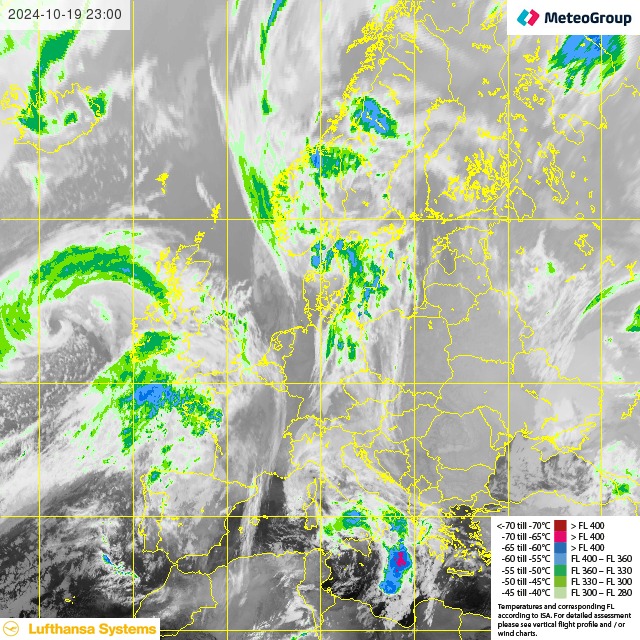 2024-10-19 23:00
MeteoGroup
<-70 till -70°C > FL 400
-70 till -65°C > FL 400
-65 till -60°C > FL 400
-60 till -55°C FL 400 - FL 360
-55 till -50°C FL 360 - FL 330
-50 till -45°C FL 330 - FL 300
-45 till -40°C FL 300 - FL 280
Temperatures and corresponding FL
according to ISA. For detailed assessment
please see vertical flight profile and / or
wind charts.
Lufthansa Systems